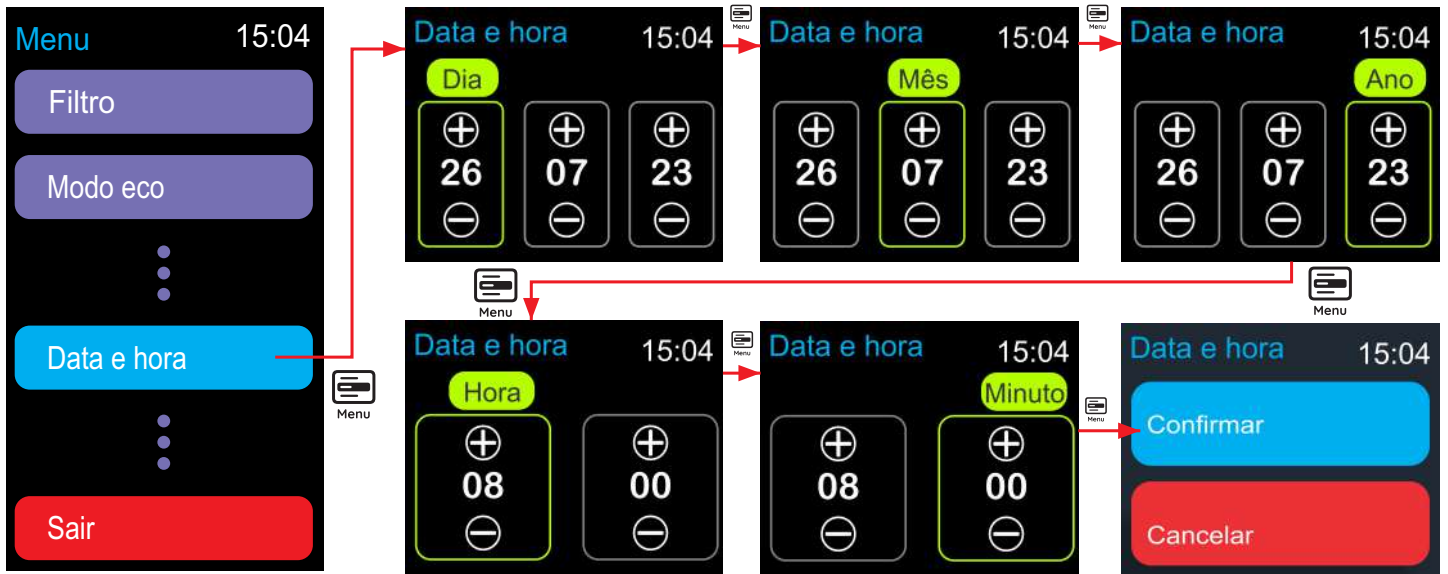 Menu 15:04
Filtro
Modo eco
Data e hora
Sair
Menu
Data e hora 15:04
Dia
26 07 23
Menu
Data e hora 15:04
Mês
26 07 23
Menu
Data e hora 15:04
Ano
26 07 23
Menu
Menu
Data e hora 15:04
Hora
08 00
Menu
Data e hora 15:04
Minuto
08 00
Menu
Data e hora 15:04
Confirmar
Cancelar